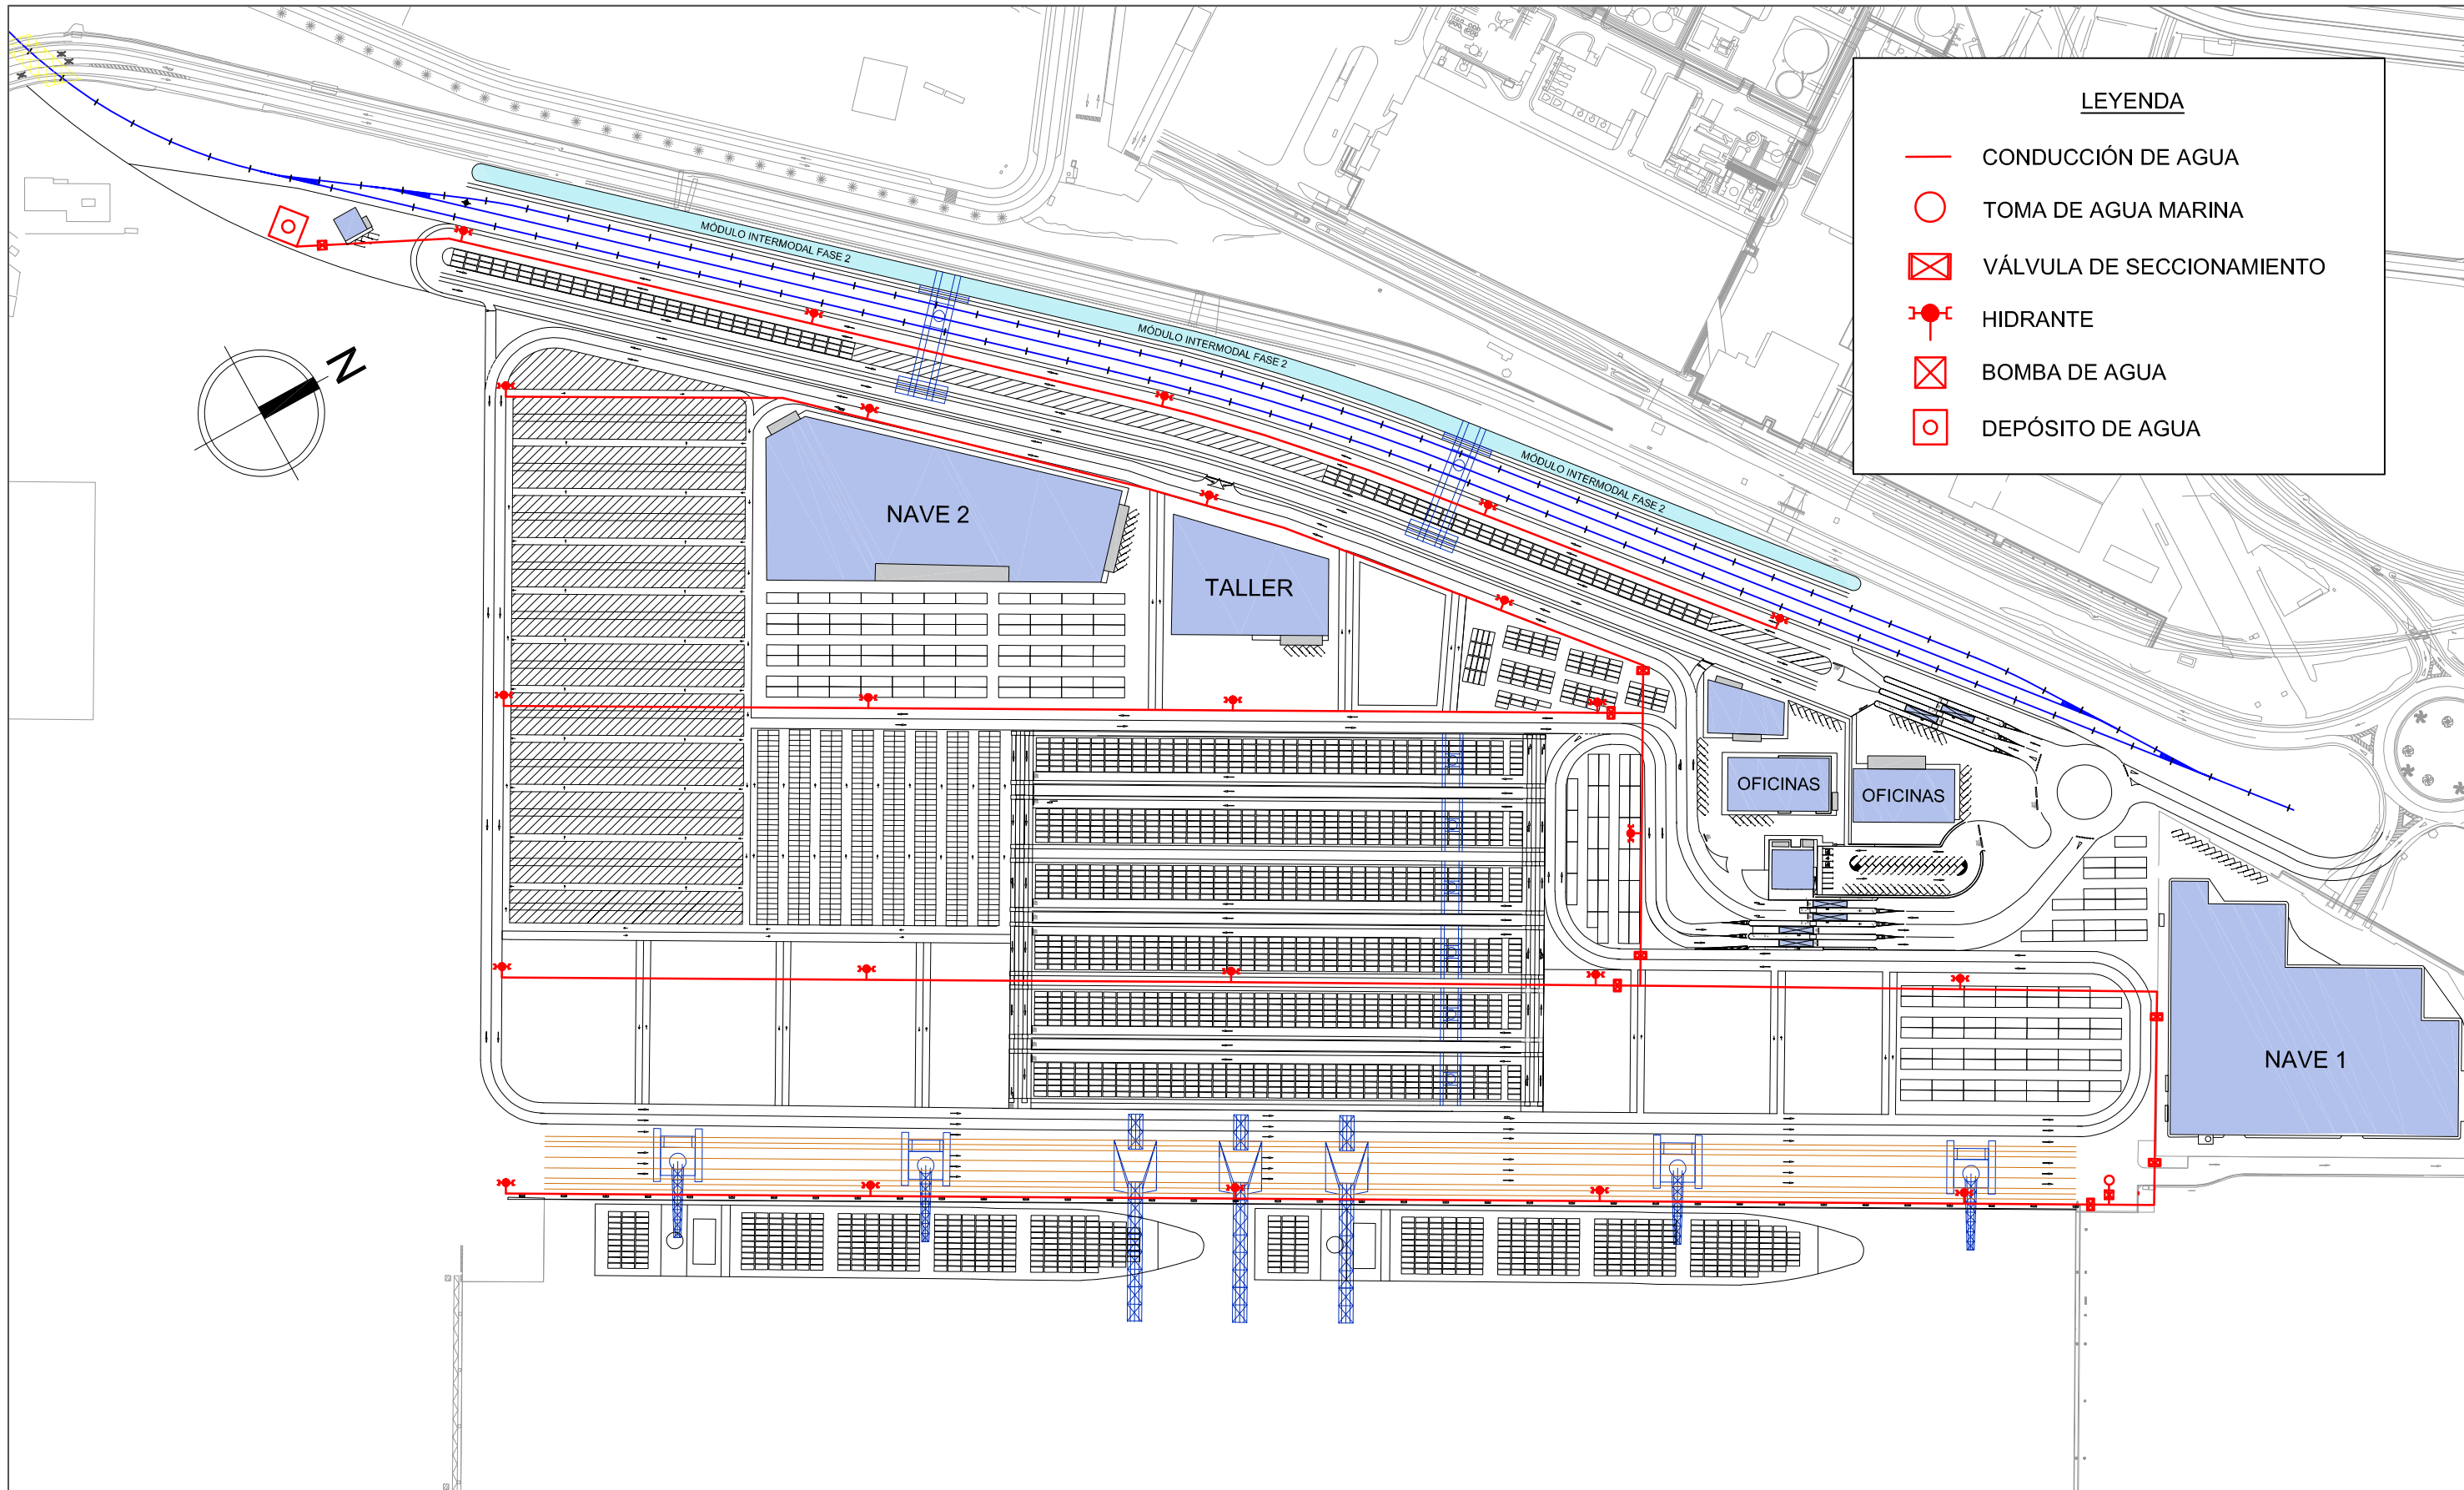 LEYENDA
CONDUCCIÓN DE AGUA
TOMA DE AGUA MARINA
VÁLVULA DE SECCIONAMIENTO
HIDRANTE
BOMBA DE AGUA
DEPÓSITO DE AGUA
MÓDULO INTERMODAL FASE 2
MÓDULO INTERMODAL FASE 2
MÓDULO INTERMODAL FASE 2
N
NAVE 2
TALLER
OFICINAS
OFICINAS
NAVE 1